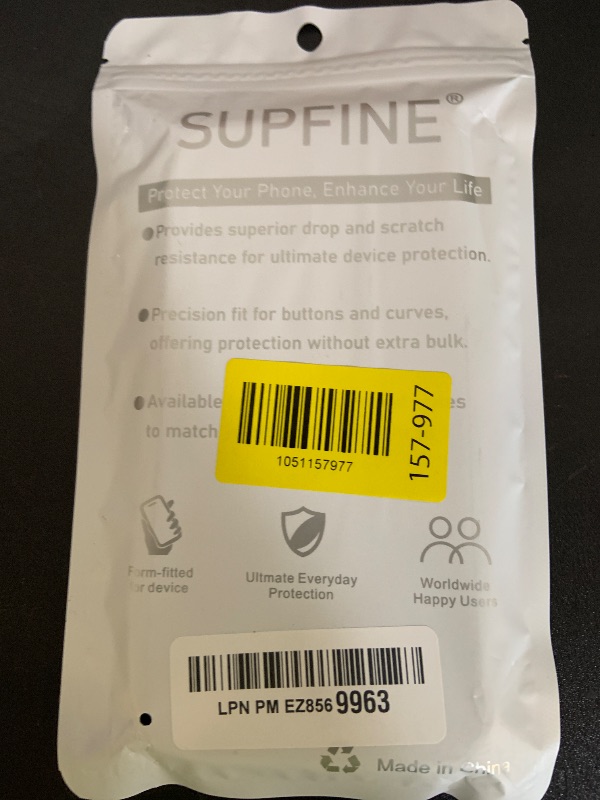 SUPFINE®
Protect Your Phone, Enhance Your Life
Provides superior drop and scratch
resistance for ultimate device protection.
Precision fit for buttons and curves,
offering protection without extra bulk.
Available
to match
1051157977
157-977
Form-fitted
for device
Ultmate Everyday
Protection
Worldwide
Happy Users
LPN PM EZ856 9963
Made in China